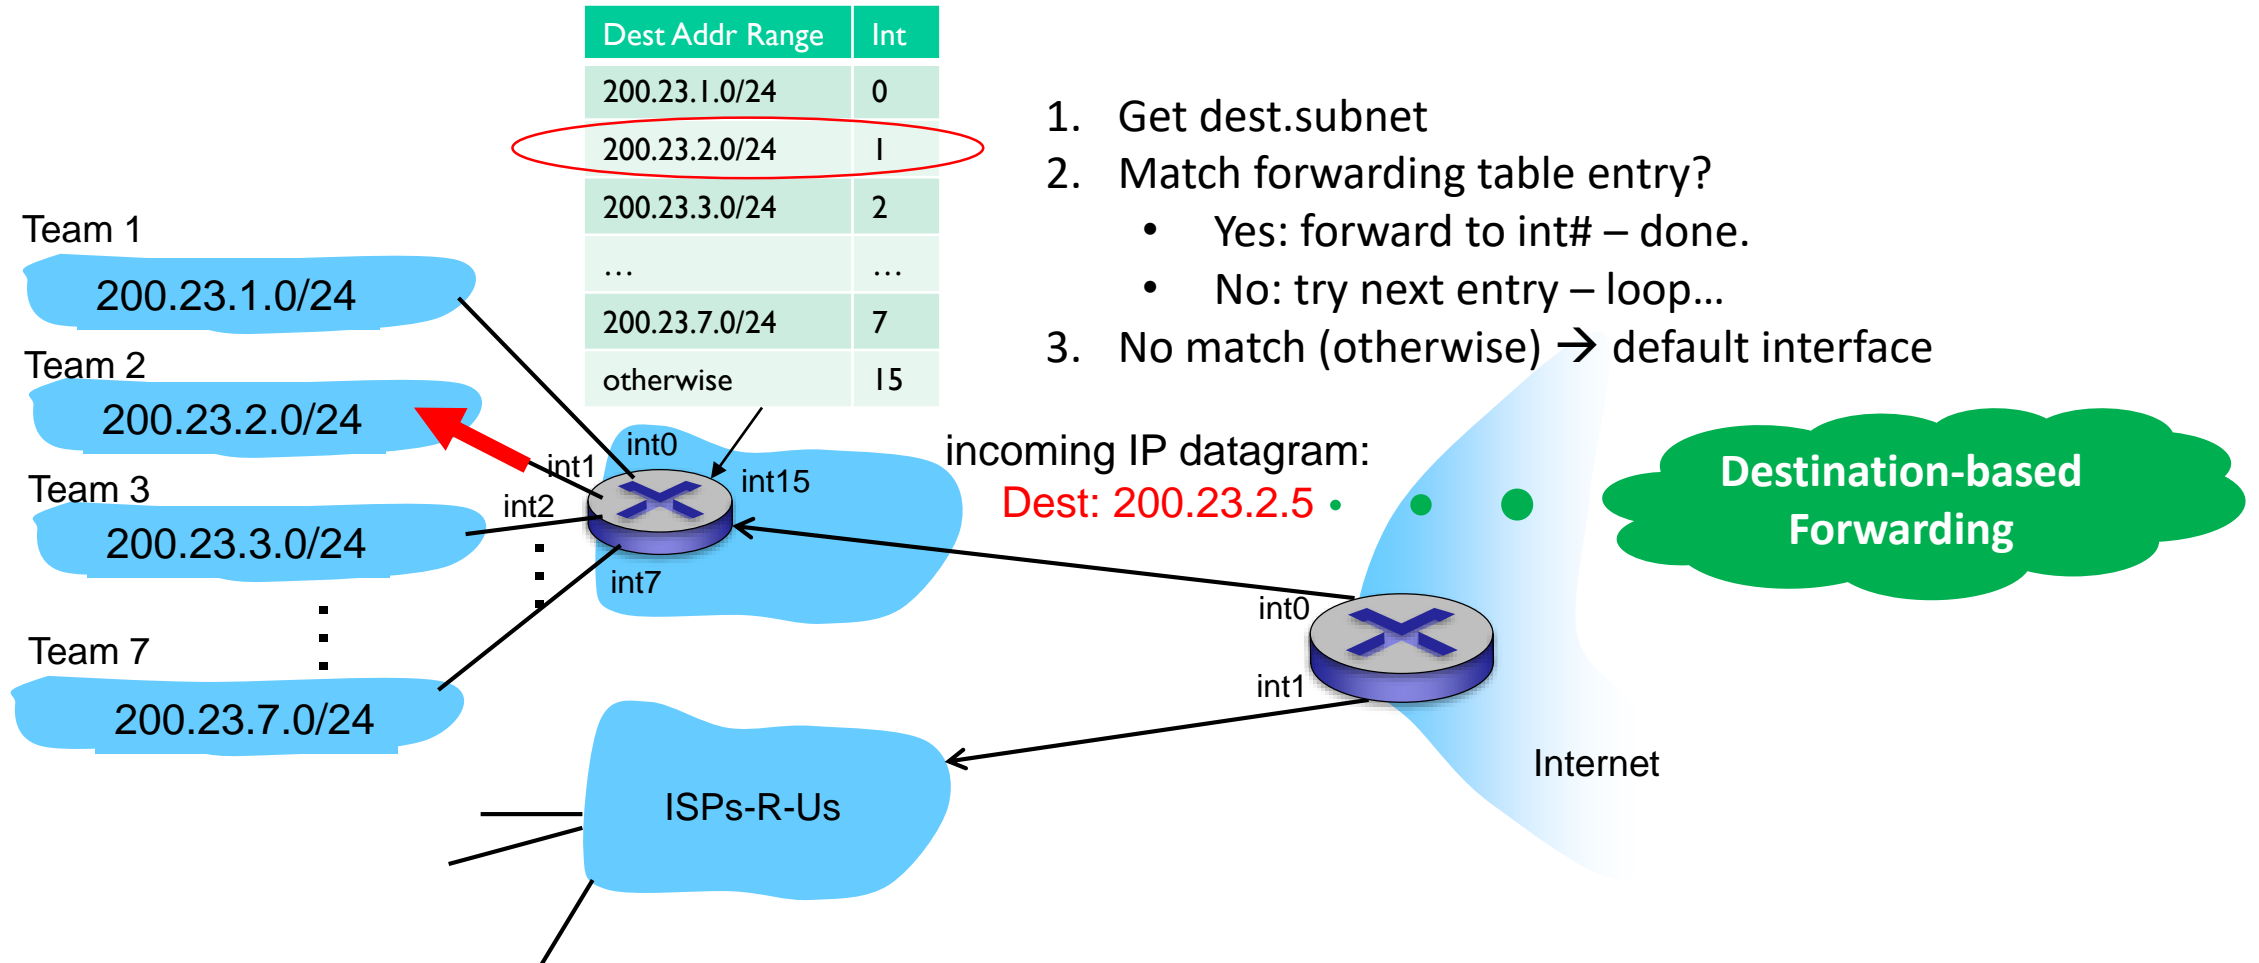 Dest Addr Range Int
200.23.1.0/24 0
200.23.2.0/24 1
200.23.3.0/24 2
... ...
200.23.7.0/24 7
otherwise 15
1. Get dest.subnet
2. Match forwarding table entry?
• Yes: forward to int# – done.
• No: try next entry – loop...
3. No match (otherwise) → default interface
Team 1
200.23.1.0/24
Team 2
200.23.2.0/24
Team 3
200.23.3.0/24
Team 7
200.23.7.0/24
int0
int1
int15
int2
int7
incoming IP datagram:
Dest: 200.23.2.5
Destination-based
Forwarding
int0
int1
Internet
ISPs-R-Us